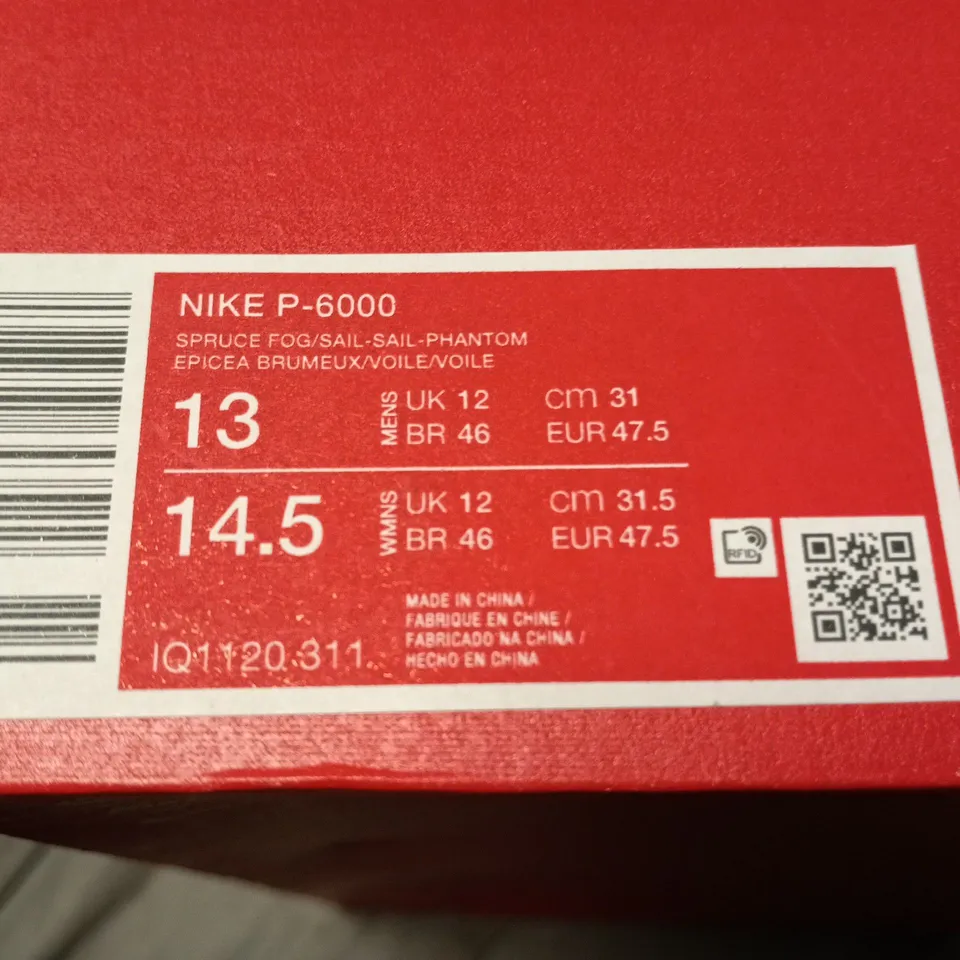 NIKE P-6000
SPRUCE FOG/SAIL-SAIL-PHANTOM
EPICEA BRUMEUX/VOILE/VOILE
13 MENS UK 12 cm 31
BR 46 EUR 47.5
14.5 WMNS UK 12 cm 31.5
BR 46 EUR 47.5
RFID
MADE IN CHINA /
FABRIQUE EN CHINE /
FABRICADO NA CHINA /
HECHO EN CHINA
IQ1120 311